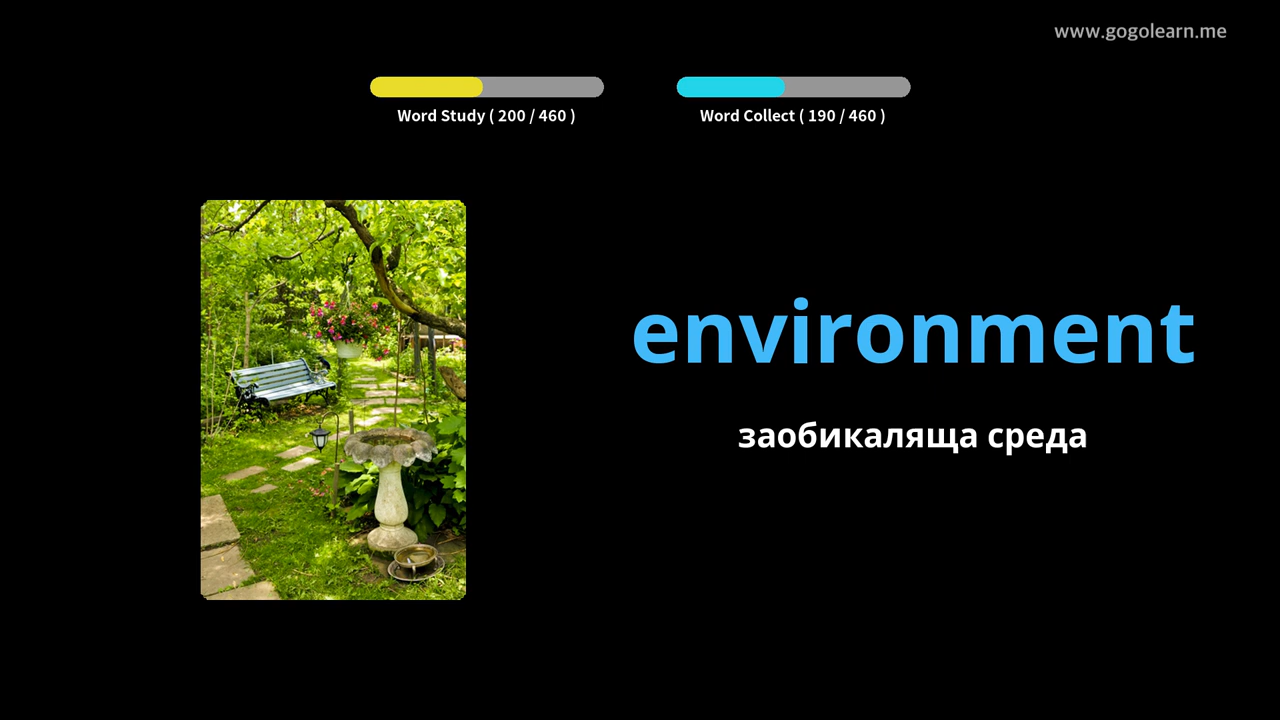 www.gogolearn.me
Word Study ( 200 / 460 )
Word Collect ( 190 / 460 )
environment
заобикаляща среда